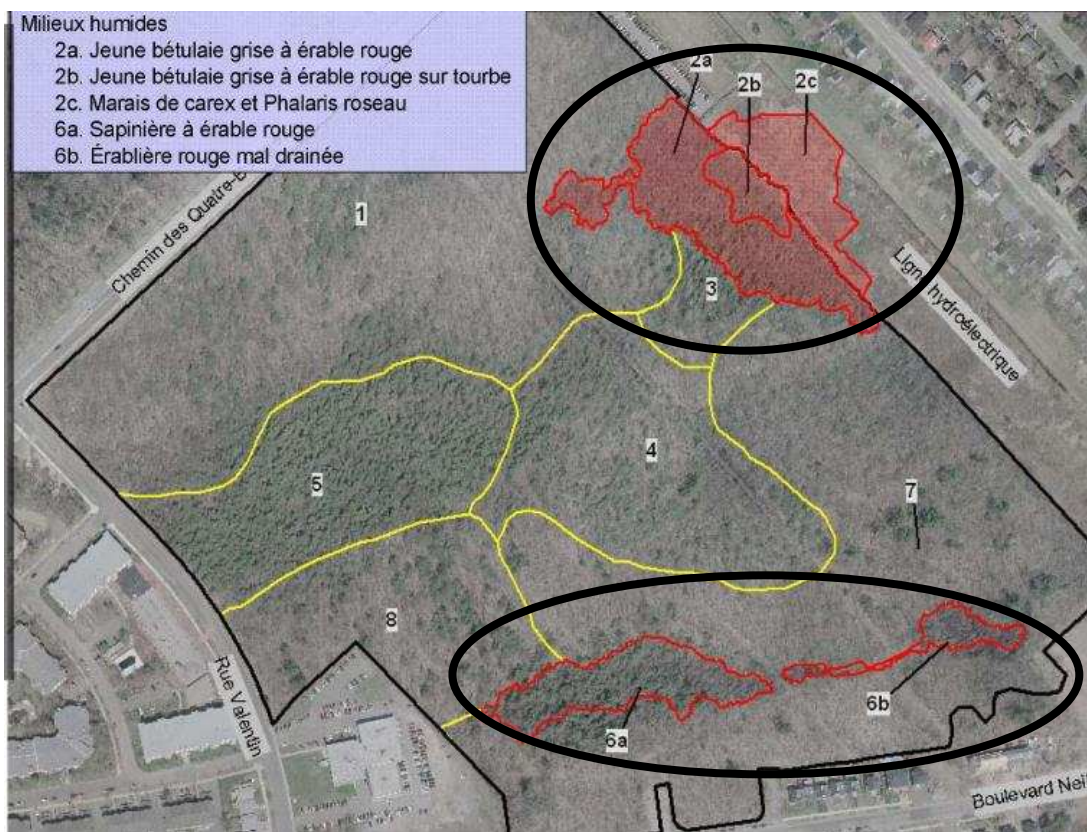 Milieux humides
2a. Jeune bétulaie grise à érable rouge
2b. Jeune bétulaie grise à érable rouge sur tourbe
2c. Marais de carex et Phalaris roseau
6a. Sapinière à érable rouge
6b. Érablière rouge mal drainée
2a
2b
2c
1
Chemin des Quatre-B
3
Ligne hydroélectrique
4
5
7
8
Rue Valentin
6a
6b
Boulevard Nei